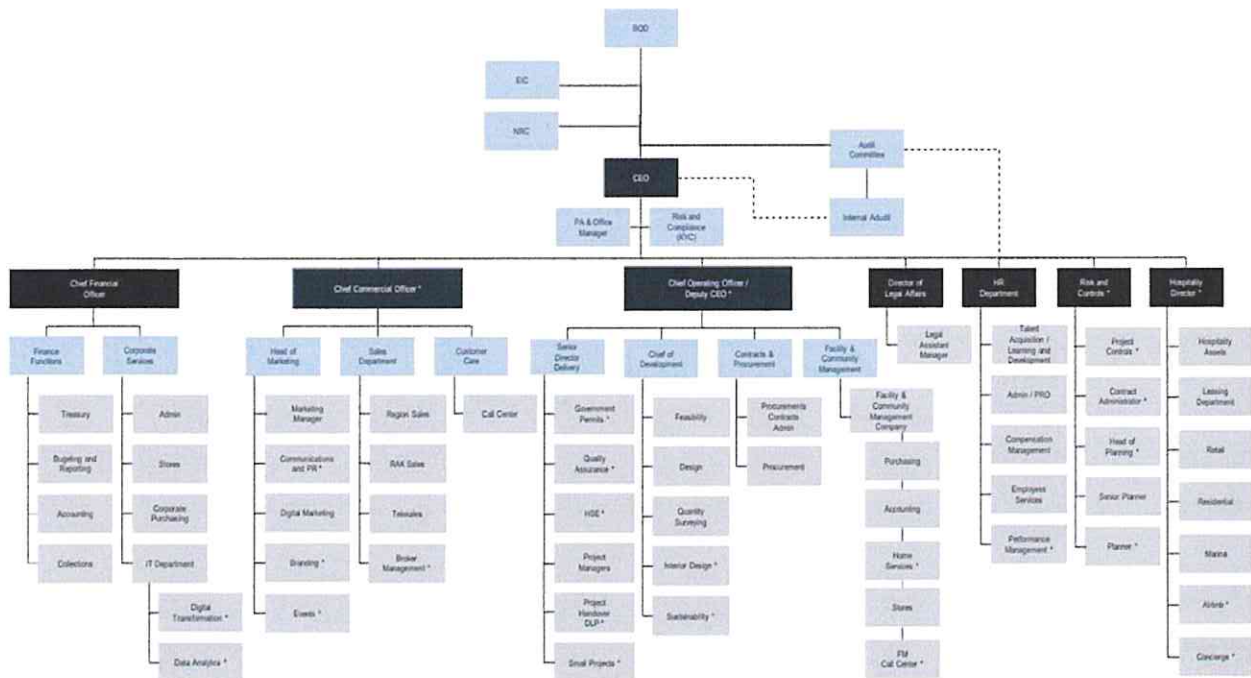 BOD
EIC
NRC
Audit
Committee
CEO
Internal Adudit
PA & Office
Manager
Risk and
Compliance
(KYC)
Chief Financial
Officer
Chief Commercial Officer *
Chief Operating Officer /
Deputy CEO *
Director of
Legal Affairs
HR
Department
Risk and
Controls *
Hospitality
Director *
Finance
Functions
Corporate
Services
Head of
Marketing
Sales
Department
Customer
Care
Senior
Director
Delivery
Chief of
Development
Contracts &
Procurement
Facility &
Community
Management
Legal
Assistant
Manager
Talent
Acquisition /
Learning and
Development
Project
Controls *
Hospitality
Assets
Treasury
Admin
Marketing
Manager
Region Sales
Call Center
Government
Permits *
Feasibility
Procurements
Contracts
Admin
Facility &
Community
Management
Company
Admin / PRO
Contract
Administrator *
Leasing
Department
Bugeting and
Reporting
Stores
Communications
and PR *
RAK Sales
Quality
Assurance *
Design
Procurement
Purchasing
Compensation
Management
Head of
Planning *
Retail
Accounting
Corporate
Purchasing
Digital Marketing
Telesales
HSE *
Quantity
Surveying
Accounting
Employess
Services
Senior Planner
Residential
Collections
IT Department
Branding *
Broker
Management *
Project
Managers
Interior Design *
Home
Services *
Performance
Management *
Planner *
Marina
Digital
Transformation *
Events *
Project
Handover
DLP *
Sustainability *
Stores
Airbnb *
Data Analytics *
Small Projects *
FM
Call Center *
Concierge *